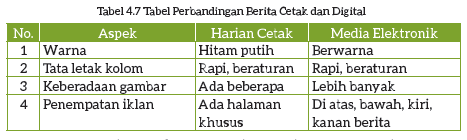 Tabel 4.7 Tabel Perbandingan Berita Cetak dan Digital
No. Aspek Harian Cetak Media Elektronik
1 Warna Hitam putih Berwarna
2 Tata letak kolom Rapi, beraturan Rapi, beraturan
3 Keberadaan gambar Ada beberapa Lebih banyak
4 Penempatan iklan Ada halaman Di atas, bawah, kiri,
khusus kanan berita